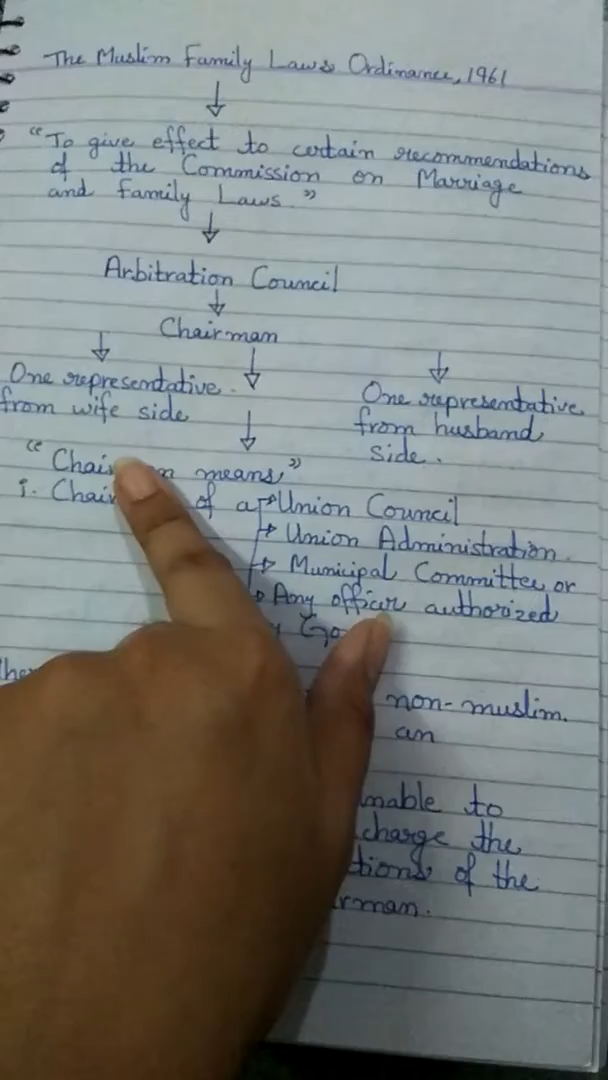 The Muslim Family Laws Ordinance, 1961
"To give effect to certain recommendations
of the Commission on Marriage
and Family Laws."
Arbitration Council
Chairman
One representative
from wife side
One representative
from husband
side.
"Chai m means"
i. Chair of a Union Council
Union Administration
Municipal Committee or
Any officer authorized
y Go
non-muslim.
an
nable to
charge the
tions of the
rman.